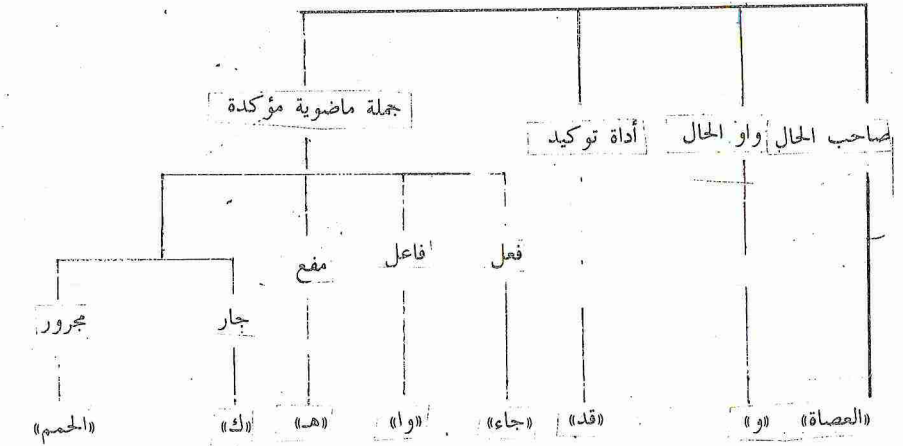 جملة ماضوية مؤكدة
صاحب الحال واو الحال أداة توكيد
فعل فاعل مفع
جار مجرور
«العصاة» «و» «قد» «جاء» «وا» «هـ» «ك» «الحمم»